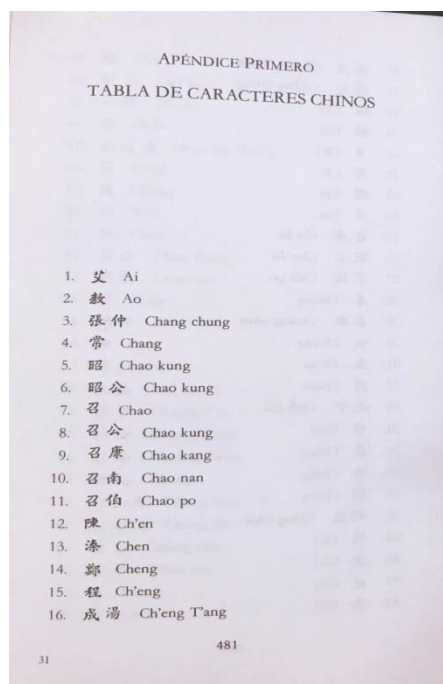 APÉNDICE PRIMERO
TABLA DE CARACTERES CHINOS
1. 艾 Ai
2. 敖 Ao
3. 張仲 Chang chung
4. 常 Chang
5. 昭 Chao kung
6. 昭公 Chao kung
7. 召 Chao
8. 召公 Chao kung
9. 召康 Chao kang
10. 召南 Chao nan
11. 召伯 Chao po
12. 陳 Ch'en
13. 溱 Chen
14. 鄭 Cheng
15. 程 Ch'eng
16. 成湯 Ch'eng T'ang
481
31